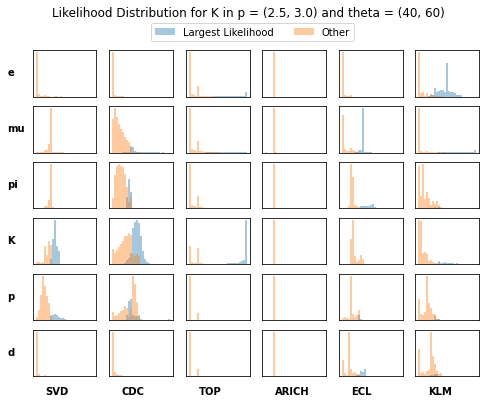 Likelihood Distribution for K in p = (2.5, 3.0) and theta = (40, 60)
Largest Likelihood Other
e
mu
pi
K
p
d
SVD CDC TOP ARICH ECL KLM